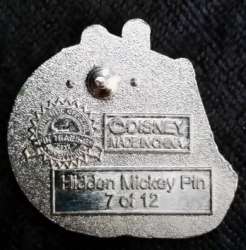 ©DISNEY
MADE IN CHINA
Hidden Mickey Pin
7 of 12